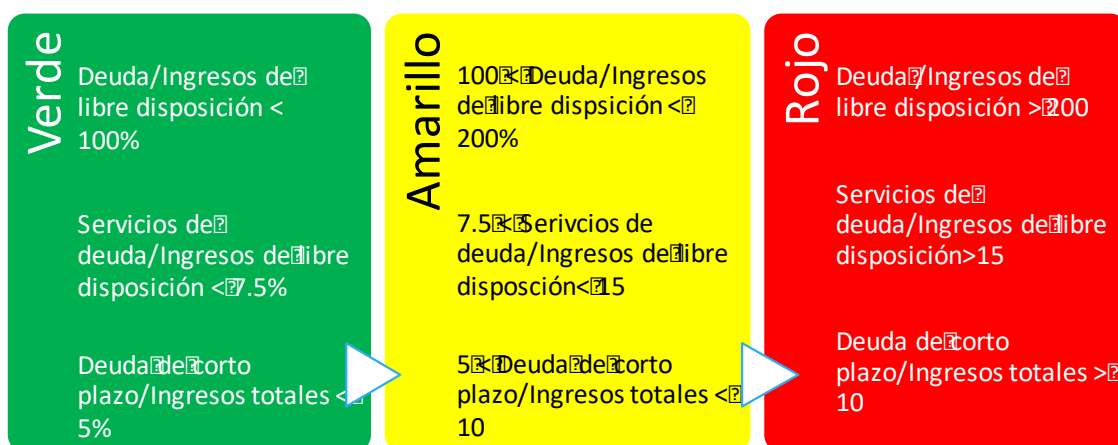 Verde
Deuda/Ingresos de
libre disposición <
100%
Servicios de
deuda/Ingresos de libre
disposición < 7.5%
Deuda de corto
plazo/Ingresos totales <
5%
Amarillo
100 < Deuda/Ingresos
de libre dispsición <
200%
7.5 < Serivcios de
deuda/Ingresos de libre
disposción< 15
5 < Deuda de corto
plazo/Ingresos totales <
10
Rojo
Deuda /Ingresos de
libre disposición > 200
Servicios de
deuda/Ingresos de libre
disposición>15
Deuda de corto
plazo/Ingresos totales >
10